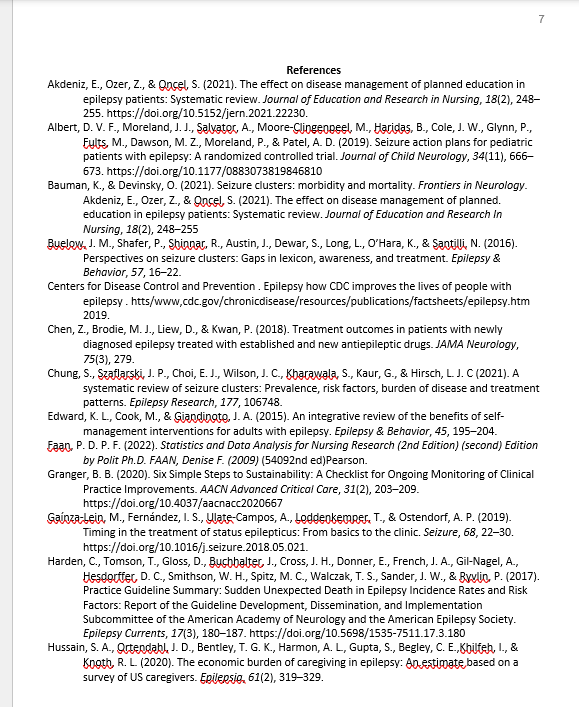 7
References
Akdeniz, E., Ozer, Z., & Oncel, S. (2021). The effect on disease management of planned education in
epilepsy patients: Systematic review. Journal of Education and Research in Nursing, 18(2), 248–
255. https://doi.org/10.5152/jern.2021.22230.
Albert, D. V. F., Moreland, J. J., Salvator, A., Moore-Clingenpeel, M., Haridas, B., Cole, J. W., Glynn, P.,
Fults, M., Dawson, M. Z., Moreland, P., & Patel, A. D. (2019). Seizure action plans for pediatric
patients with epilepsy: A randomized controlled trial. Journal of Child Neurology, 34(11), 666–
673. https://doi.org/10.1177/0883073819846810
Bauman, K., & Devinsky, O. (2021). Seizure clusters: morbidity and mortality. Frontiers in Neurology.
Akdeniz, E., Ozer, Z., & Oncel, S. (2021). The effect on disease management of planned.
education in epilepsy patients: Systematic review. Journal of Education and Research In
Nursing, 18(2), 248–255
Buelow, J. M., Shafer, P., Shinnar, R., Austin, J., Dewar, S., Long, L., O'Hara, K., & Santilli, N. (2016).
Perspectives on seizure clusters: Gaps in lexicon, awareness, and treatment. Epilepsy &
Behavior, 57, 16–22.
Centers for Disease Control and Prevention . Epilepsy how CDC improves the lives of people with
epilepsy . htts/www,cdc.gov/chronicdisease/resources/publications/factsheets/epilepsy.htm
2019.
Chen, Z., Brodie, M. J., Liew, D., & Kwan, P. (2018). Treatment outcomes in patients with newly
diagnosed epilepsy treated with established and new antiepileptic drugs. JAMA Neurology,
75(3), 279.
Chung, S., Szaflarski, J. P., Choi, E. J., Wilson, J. C., Kharawala, S., Kaur, G., & Hirsch, L. J. C (2021). A
systematic review of seizure clusters: Prevalence, risk factors, burden of disease and treatment
patterns. Epilepsy Research, 177, 106748.
Edward, K. L., Cook, M., & Giandinoto, J. A. (2015). An integrative review of the benefits of self-
management interventions for adults with epilepsy. Epilepsy & Behavior, 45, 195–204.
Faan, P. D. P. F. (2022). Statistics and Data Analysis for Nursing Research (2nd Edition) (second) Edition
by Polit Ph.D. FAAN, Denise F. (2009) (54092nd ed)Pearson.
Granger, B. B. (2020). Six Simple Steps to Sustainability: A Checklist for Ongoing Monitoring of Clinical
Practice Improvements. AACN Advanced Critical Care, 31(2), 203–209.
https://doi.org/10.4037/aacnacc2020667
Gaínza-Lein, M., Fernández, I. S., Ulate-Campos, A., Loddenkemper, T., & Ostendorf, A. P. (2019).
Timing in the treatment of status epilepticus: From basics to the clinic. Seizure, 68, 22–30.
https://doi.org/10.1016/j.seizure.2018.05.021.
Harden, C., Tomson, T., Gloss, D., Buchhalter, J., Cross, J. H., Donner, E., French, J. A., Gil-Nagel, A.,
Hesdorffer, D. C., Smithson, W. H., Spitz, M. C., Walczak, T. S., Sander, J. W., & Ryvlin, P. (2017).
Practice Guideline Summary: Sudden Unexpected Death in Epilepsy Incidence Rates and Risk
Factors: Report of the Guideline Development, Dissemination, and Implementation
Subcommittee of the American Academy of Neurology and the American Epilepsy Society.
Epilepsy Currents, 17(3), 180–187. https://doi.org/10.5698/1535-7511.17.3.180
Hussain, S. A., Ortendahl, J. D., Bentley, T. G. K., Harmon, A. L., Gupta, S., Begley, C. E.,Khilfeh, I., &
Knoth, R. L. (2020). The economic burden of caregiving in epilepsy: An estimate based on a
survey of US caregivers. Epilepsia, 61(2), 319–329.